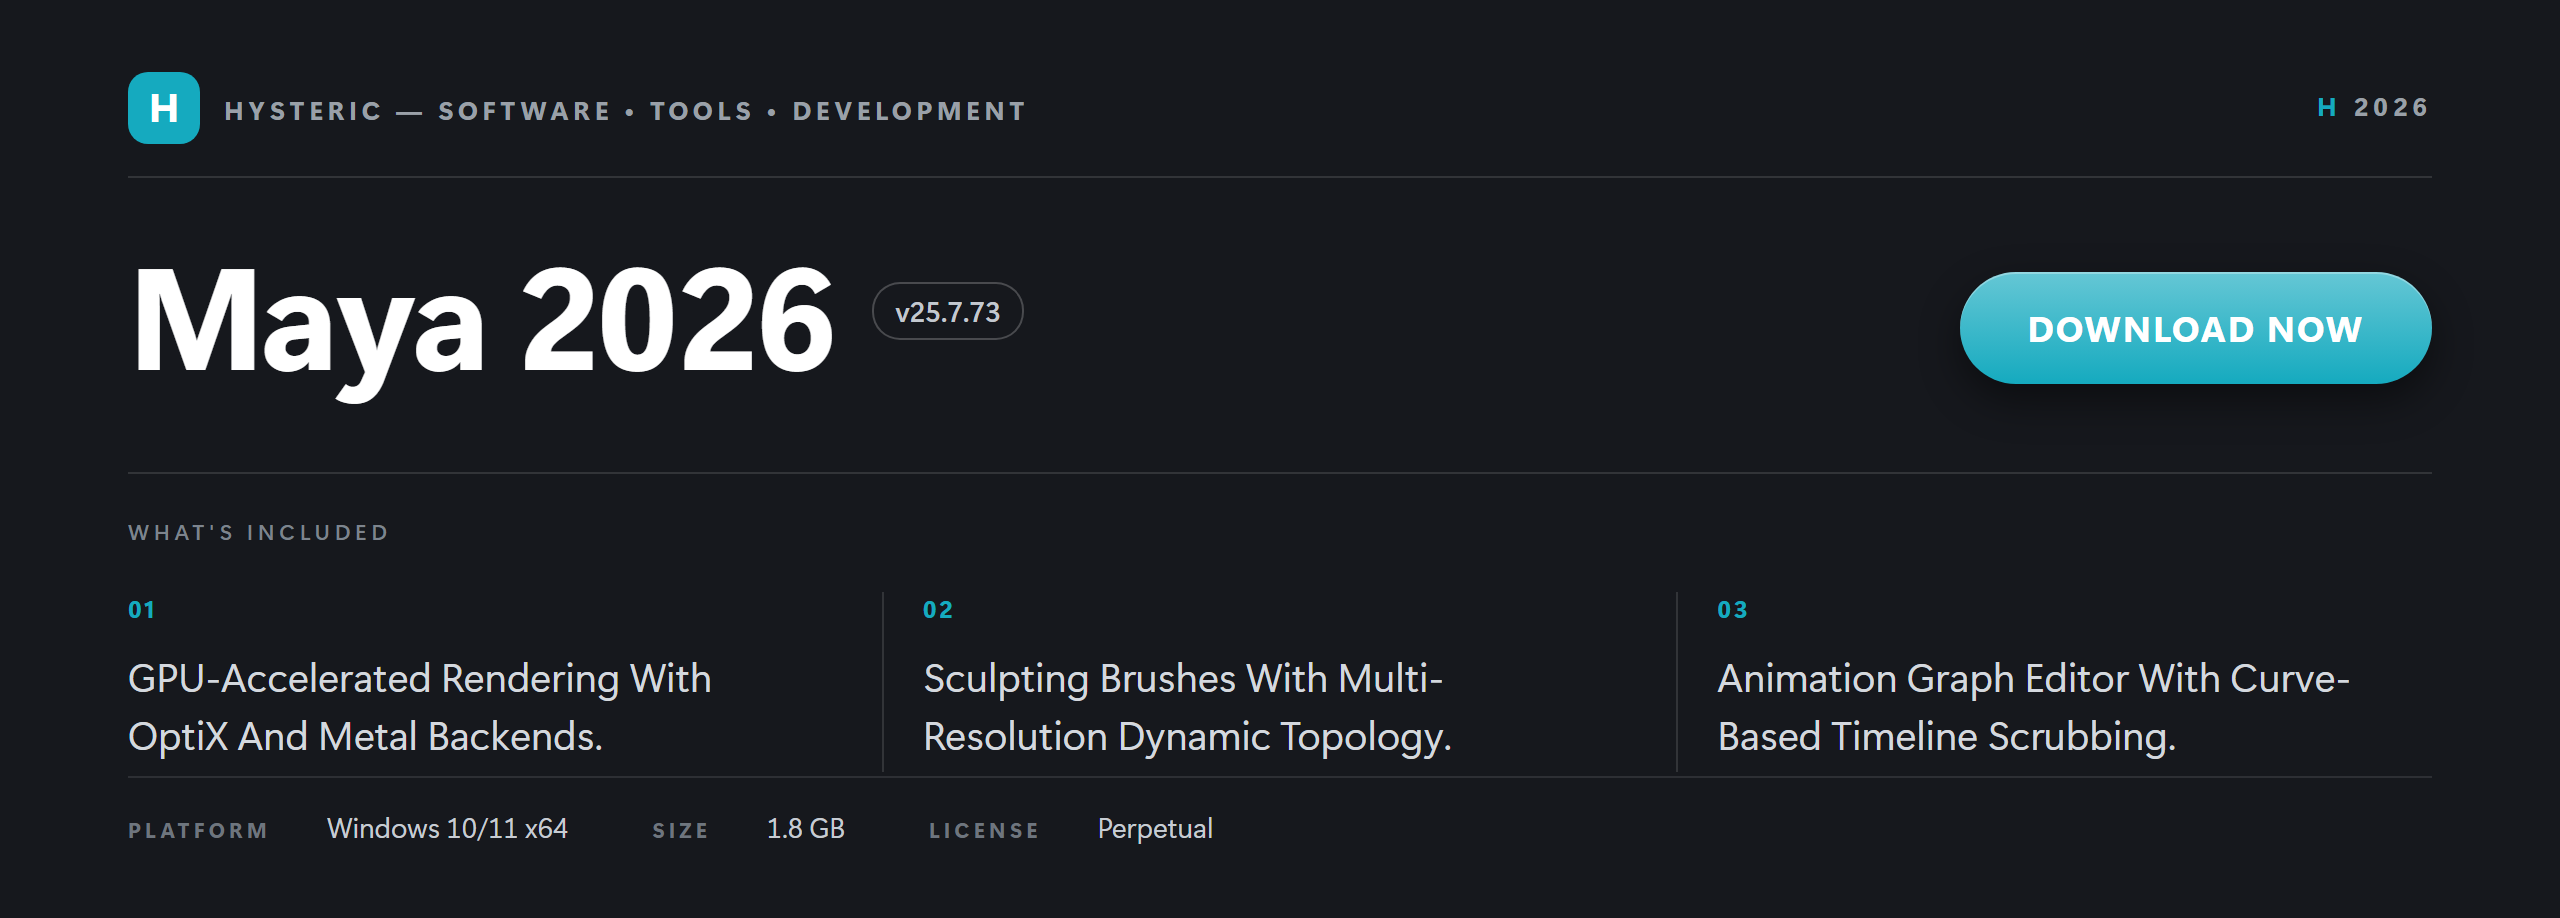 H
HYSTERIC — SOFTWARE • TOOLS • DEVELOPMENT
H 2026
Maya 2026
v25.7.73
DOWNLOAD NOW
WHAT'S INCLUDED
01
GPU-Accelerated Rendering With
OptiX And Metal Backends.
02
Sculpting Brushes With Multi-
Resolution Dynamic Topology.
03
Animation Graph Editor With Curve-
Based Timeline Scrubbing.
PLATFORM Windows 10/11 x64 SIZE 1.8 GB LICENSE Perpetual